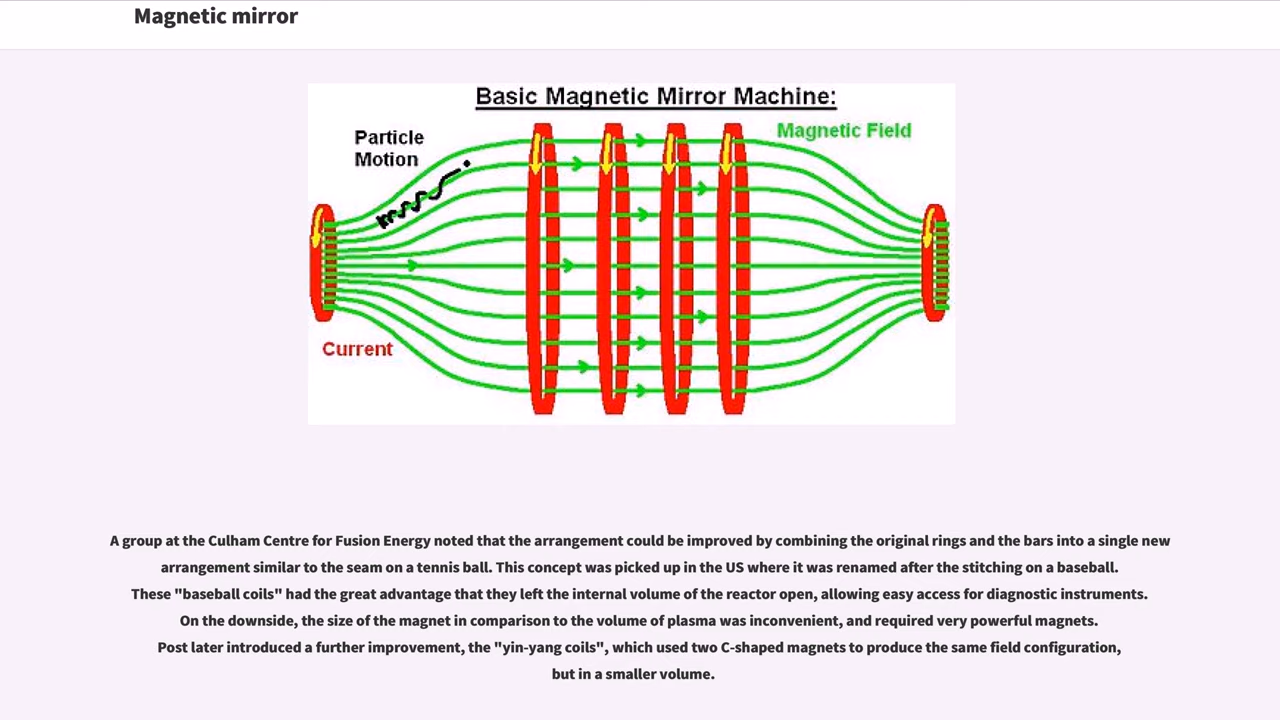 Magnetic mirror
Basic Magnetic Mirror Machine:
Particle
Motion
Magnetic Field
Current
A group at the Culham Centre for Fusion Energy noted that the arrangement could be improved by combining the original rings and the bars into a single new
arrangement similar to the seam on a tennis ball. This concept was picked up in the US where it was renamed after the stitching on a baseball.
These "baseball coils" had the great advantage that they left the internal volume of the reactor open, allowing easy access for diagnostic instruments.
On the downside, the size of the magnet in comparison to the volume of plasma was inconvenient, and required very powerful magnets.
Post later introduced a further improvement, the "yin-yang coils", which used two C-shaped magnets to produce the same field configuration,
but in a smaller volume.